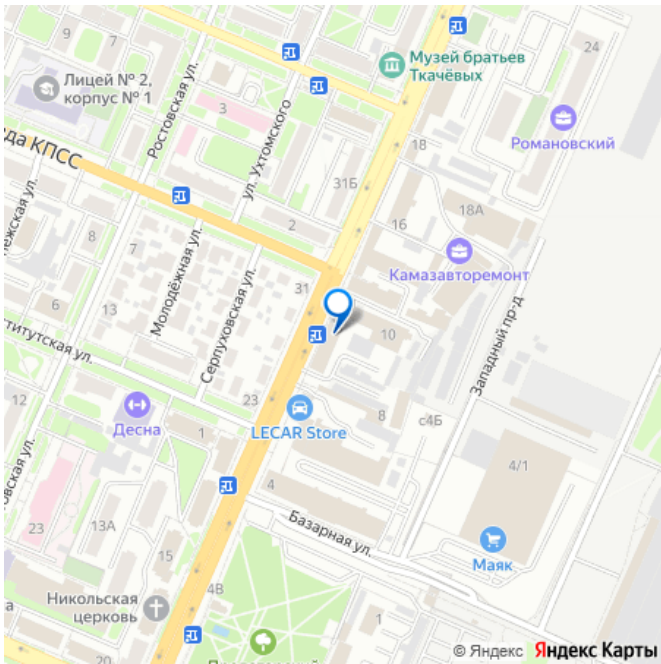 9
7
24
Музей братьев
Ткачёвых
Лицей № 2,
корпус № 1
Ростовская ул.
3
ул. Ухтомского
Романовский
18
да КПСС
31Б
18А
2
16
8
Молодёжная ул.
7
Камазавторемонт
Серпуховская ул.
31
6
13
10
Западный пр-д
титутская ул.
12
23
8
с4Б
Десна
1
LECAR Store
4/1
4
23
13А
Базарная ул.
15
Маяк
Никольская
церковь
4В
1
© Яндекс Яндекс Карты